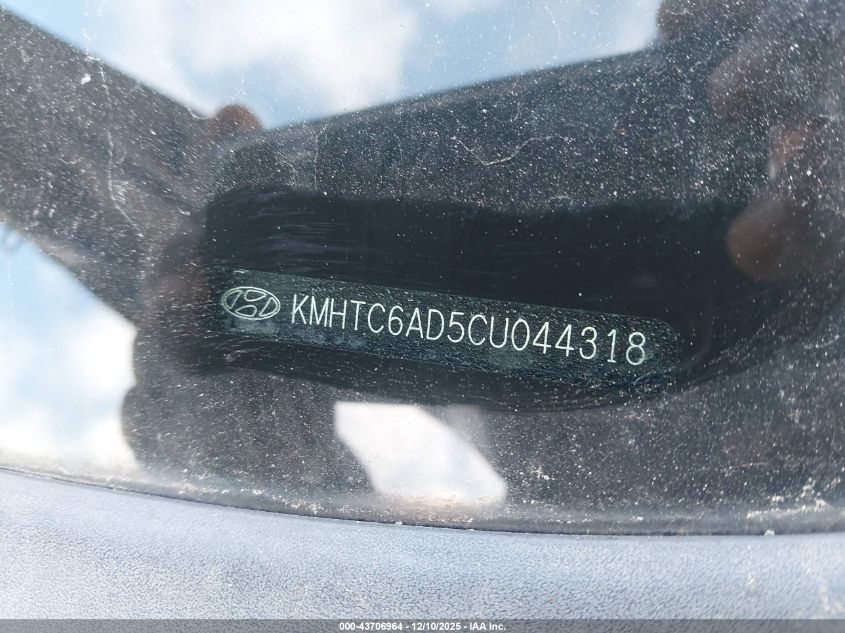 KMHTC6AD5CU044318
000-43706964 - 12/10/2025 - IAA Inc.